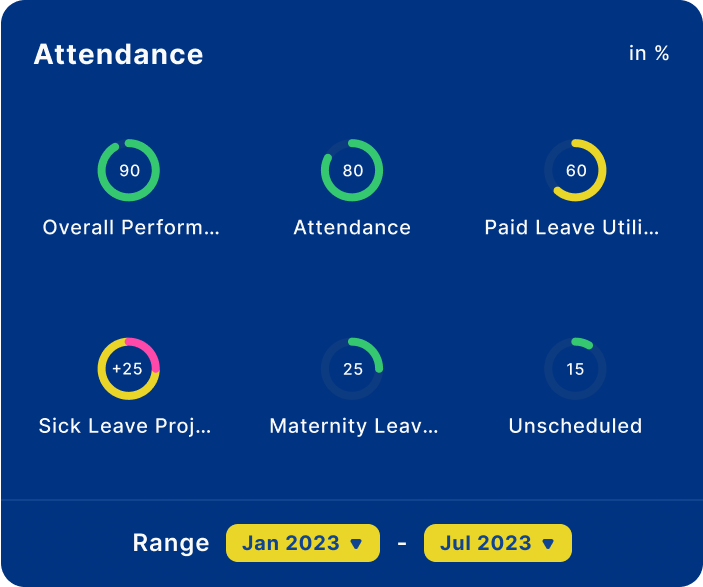 Attendance
in %
90
80
60
Overall Perform...
Attendance
Paid Leave Utili...
+25
25
15
Sick Leave Proj...
Maternity Leav...
Unscheduled
Range Jan 2023 - Jul 2023